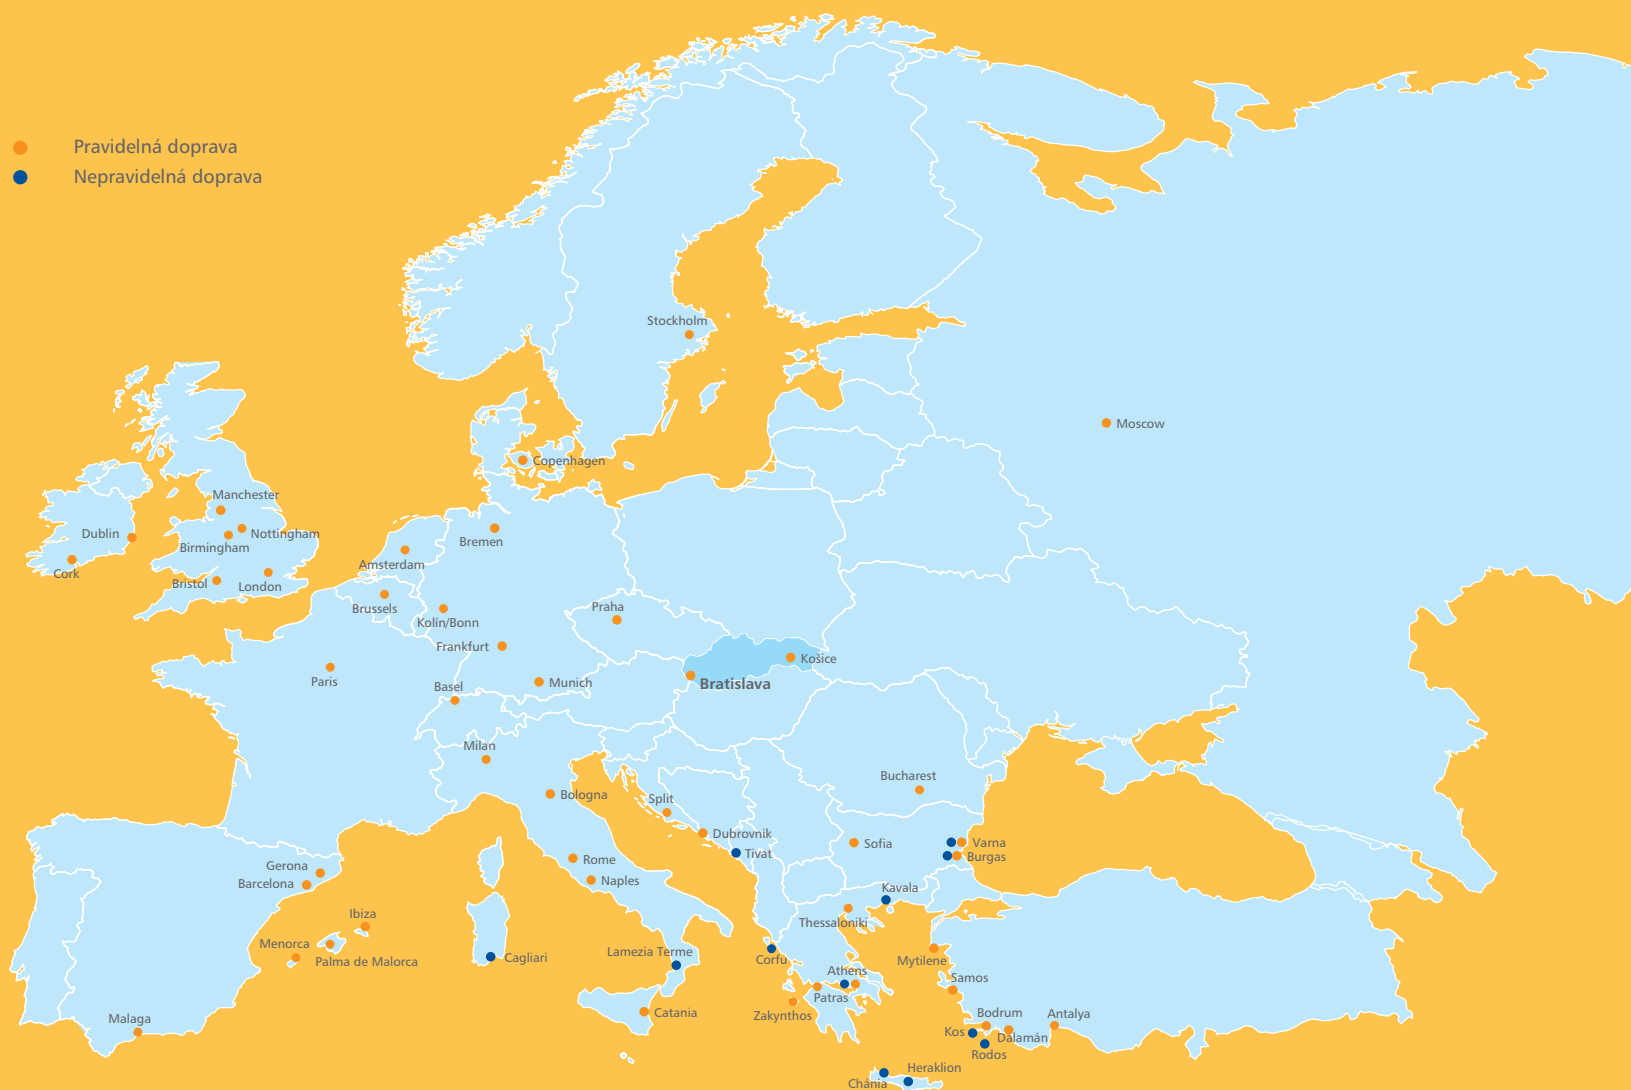 Pravidelná doprava
Nepravidelná doprava
Stockholm
Moscow
Copenhagen
Manchester
Dublin
Nottingham
Birmingham
Bremen
Amsterdam
Cork
Bristol
London
Brussels
Praha
Kolín/Bonn
Frankfurt
Košice
Paris
Basel
Munich
Bratislava
Milan
Bucharest
Bologna
Split
Dubrovnik
Tivat
Sofia
Varna
Burgas
Rome
Gerona
Barcelona
Naples
Kavala
Ibiza
Thessaloniki
Menorca
Palma de Malorca
Cagliari
Lamezia Terme
Corfu
Mytilene
Athens
Samos
Patras
Zakynthos
Catania
Malaga
Bodrum
Antalya
Kos
Dalamán
Rodos
Heraklion
Chánia